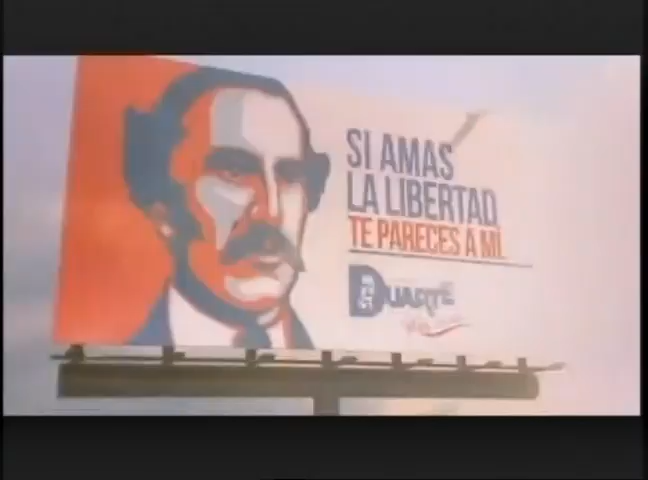 SI AMAS
LA LIBERTAD,
TE PARECES A MÍ.
DUARTE